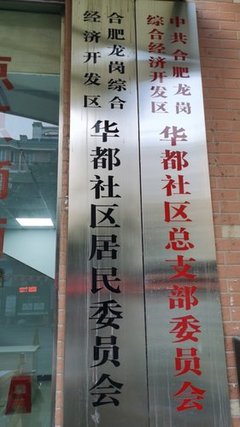 中共合肥龙岗
综合经济开发区
华都社区总支部委员会
合肥龙岗综合
经济开发区
华都社区居民委员会